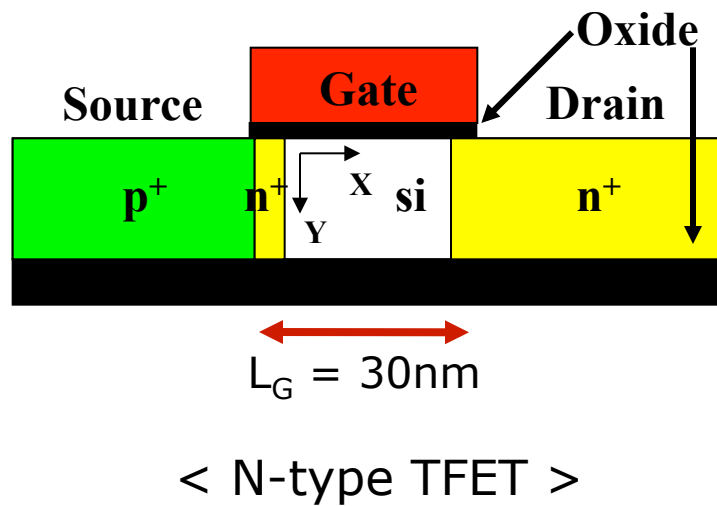 Oxide
Source
Gate
Drain
p+
n+
X
Y
si
n+
LG = 30nm
< N-type TFET >